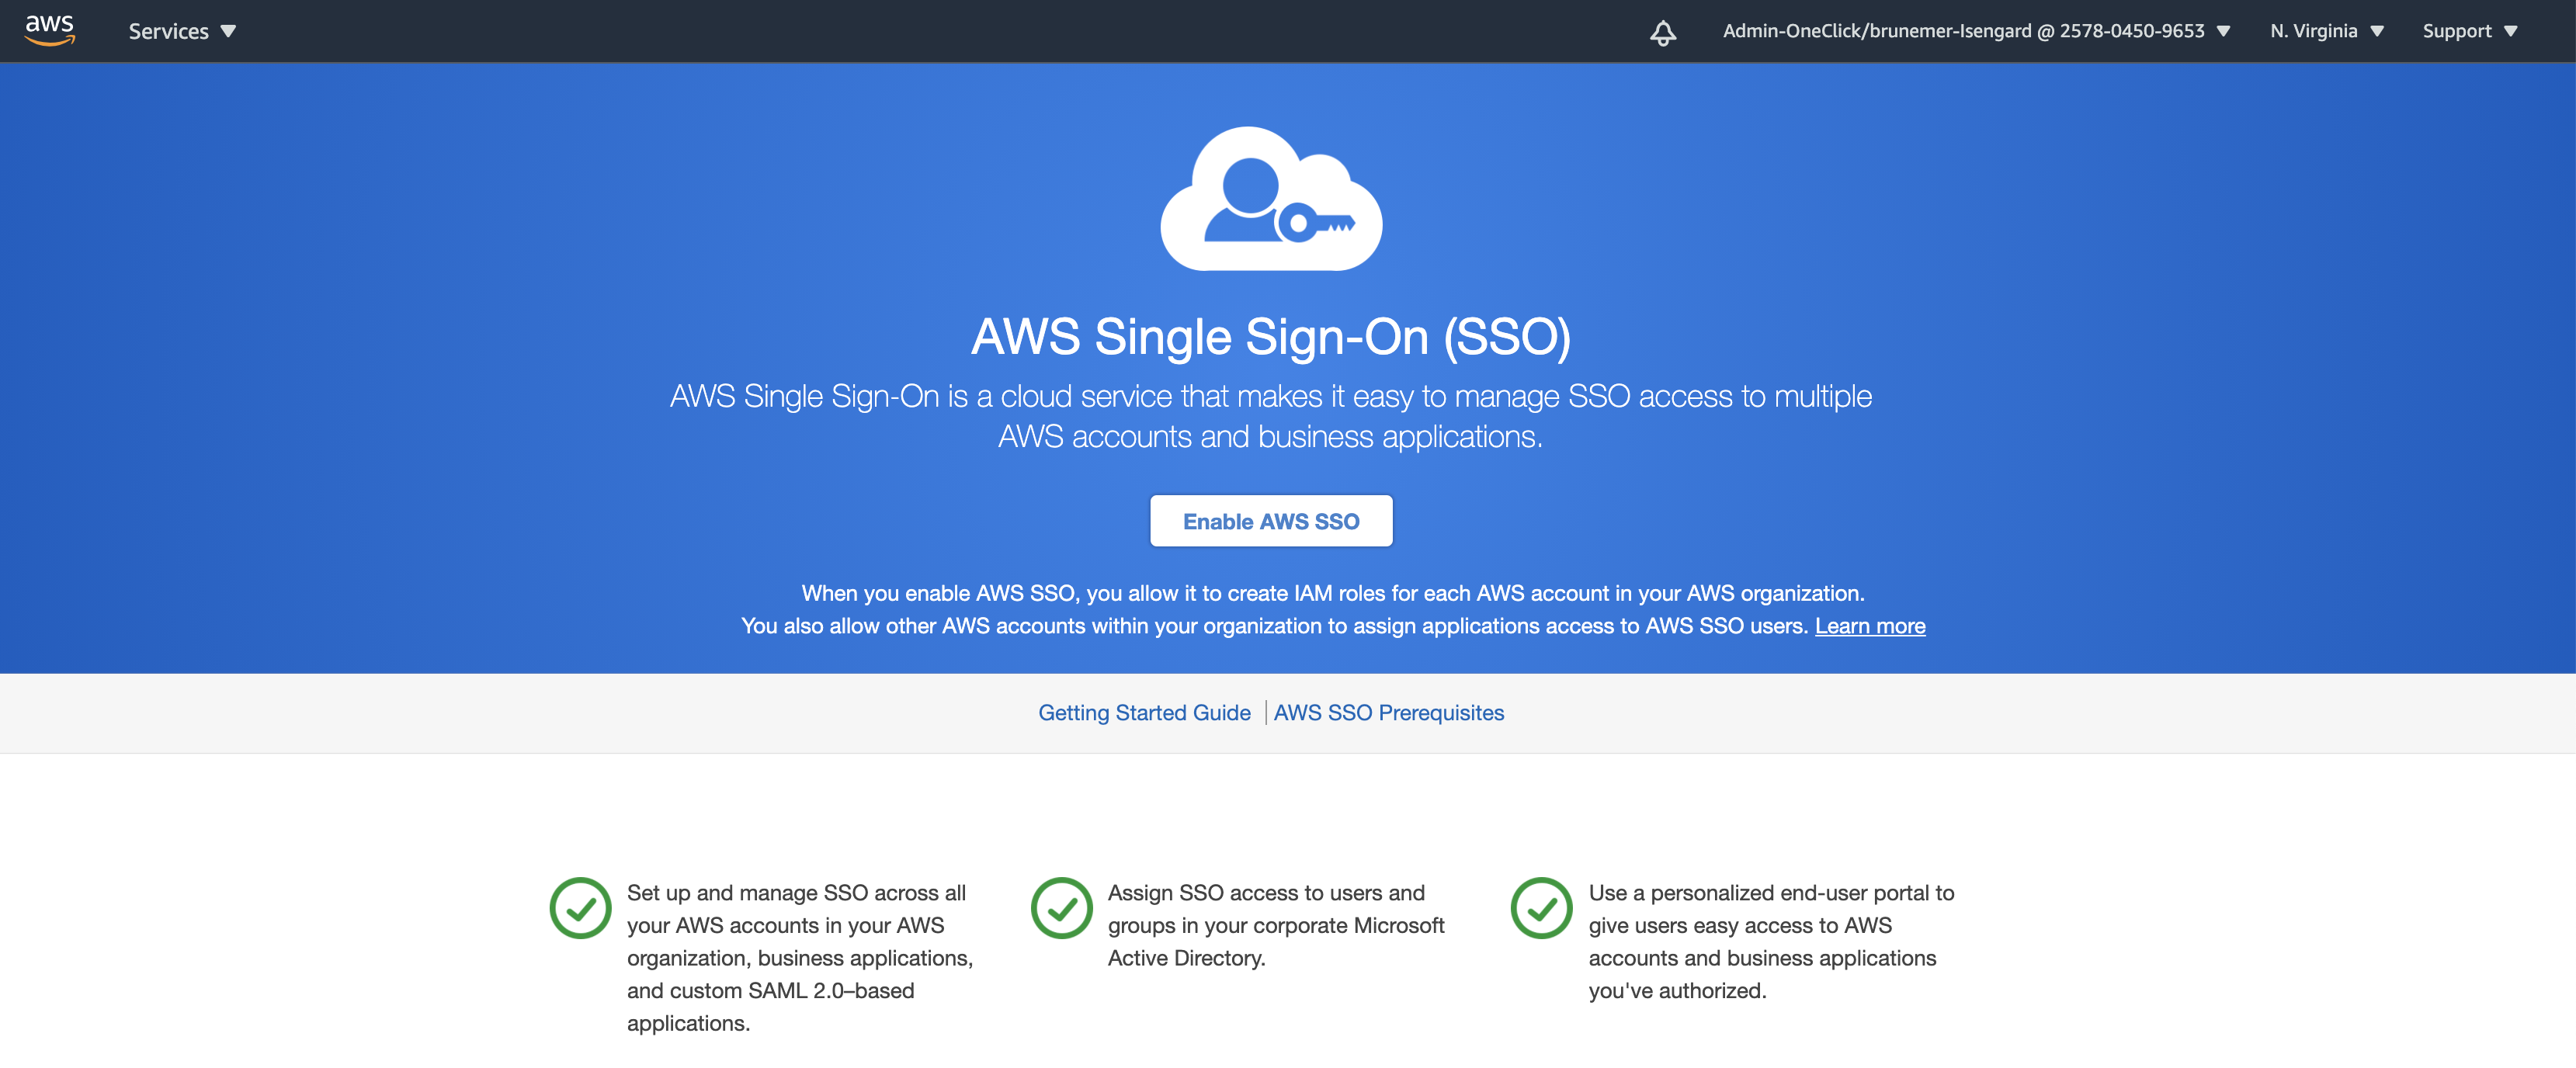 aws Services Admin-OneClick/brunemer-Isengard @ 2578-0450-9653 N. Virginia Support
AWS Single Sign-On (SSO)
AWS Single Sign-On is a cloud service that makes it easy to manage SSO access to multiple
AWS accounts and business applications.
Enable AWS SSO
When you enable AWS SSO, you allow it to create IAM roles for each AWS account in your AWS organization.
You also allow other AWS accounts within your organization to assign applications access to AWS SSO users. Learn more
Getting Started Guide | AWS SSO Prerequisites
Set up and manage SSO across all
your AWS accounts in your AWS
organization, business applications,
and custom SAML 2.0–based
applications.
Assign SSO access to users and
groups in your corporate Microsoft
Active Directory.
Use a personalized end-user portal to
give users easy access to AWS
accounts and business applications
you've authorized.